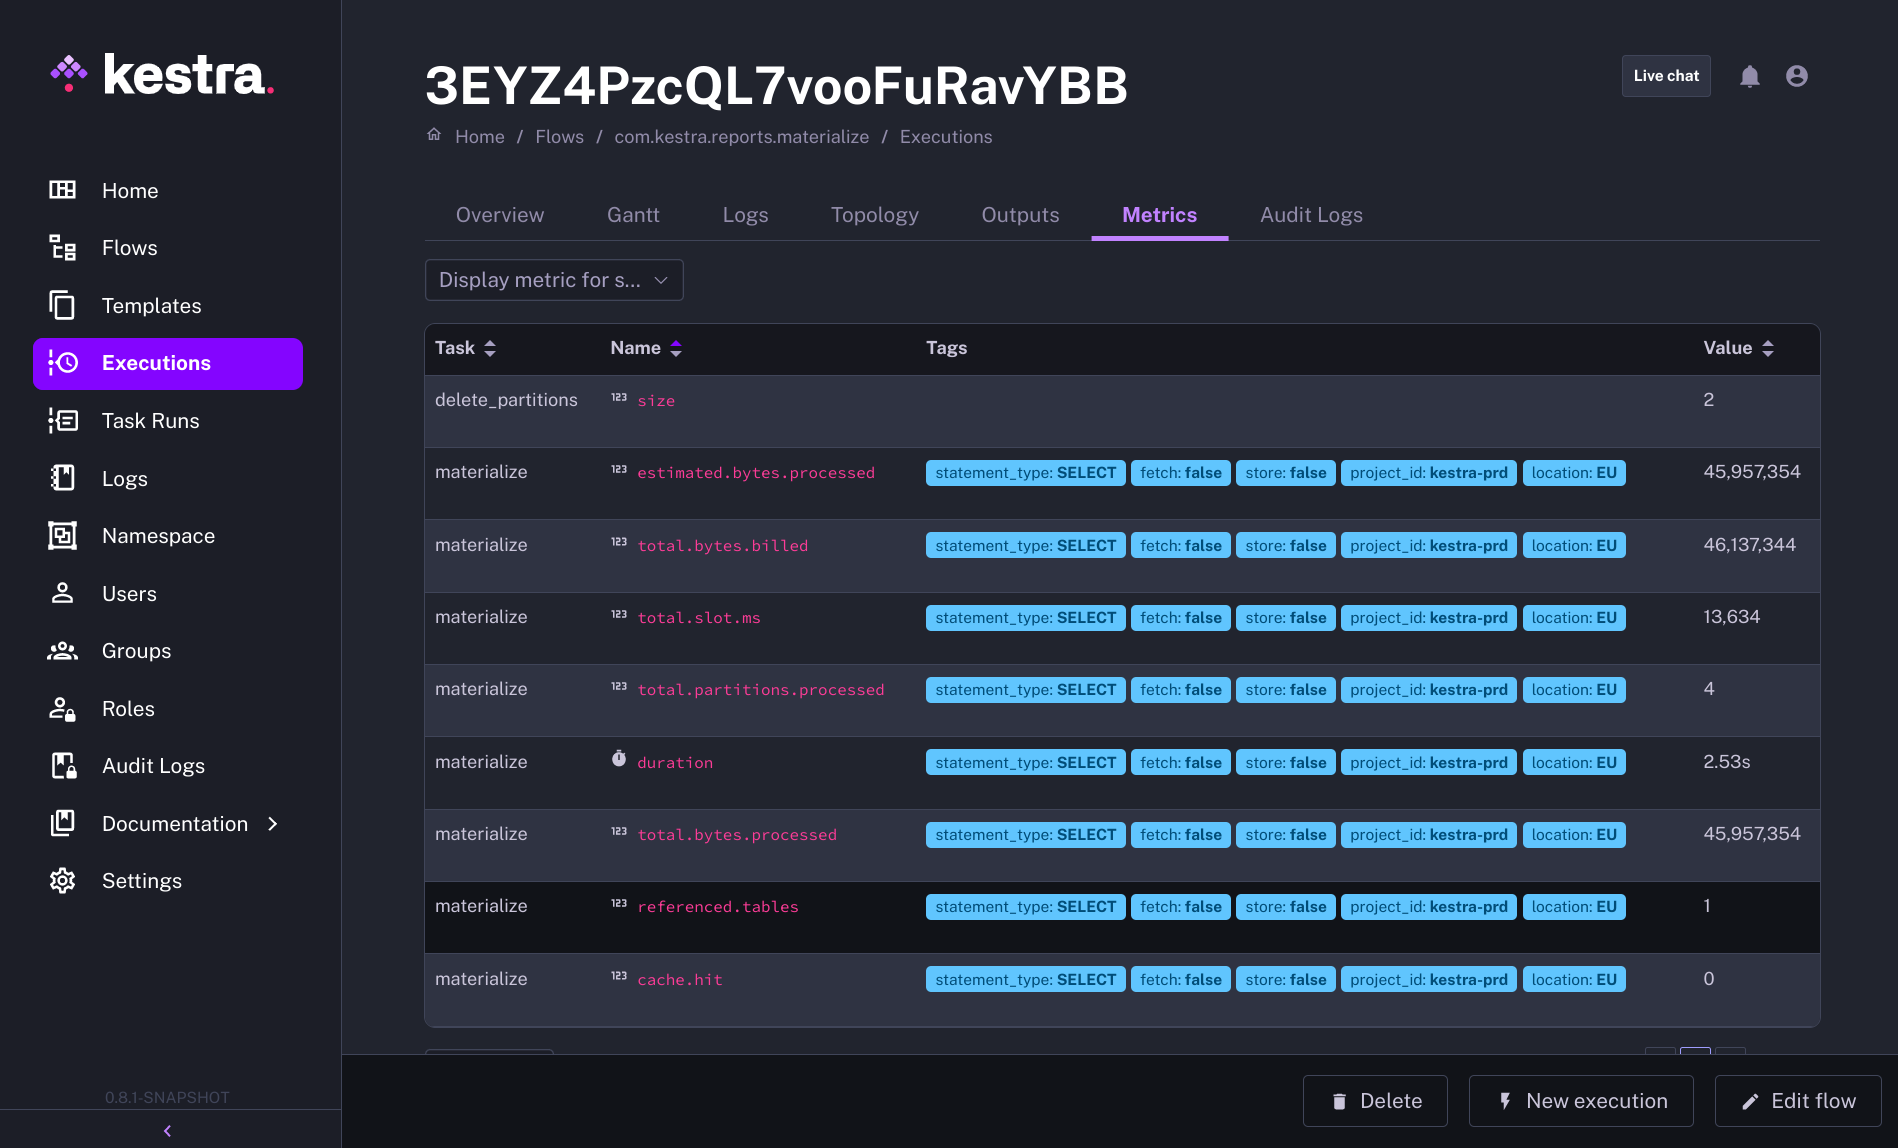 kestra.
Home
Flows
Templates
Executions
Task Runs
Logs
Namespace
Users
Groups
Roles
Audit Logs
Documentation
Settings
0.8.1-SNAPSHOT
3EYZ4PzcQL7vooFuRavYBB
Live chat
Home / Flows / com.kestra.reports.materialize / Executions
Overview Gantt Logs Topology Outputs Metrics Audit Logs
Display metric for s...
Task Name Tags Value
delete_partitions 123 size 2
materialize 123 estimated.bytes.processed statement_type: SELECT fetch: false store: false project_id: kestra-prd location: EU 45,957,354
materialize 123 total.bytes.billed statement_type: SELECT fetch: false store: false project_id: kestra-prd location: EU 46,137,344
materialize 123 total.slot.ms statement_type: SELECT fetch: false store: false project_id: kestra-prd location: EU 13,634
materialize 123 total.partitions.processed statement_type: SELECT fetch: false store: false project_id: kestra-prd location: EU 4
materialize duration statement_type: SELECT fetch: false store: false project_id: kestra-prd location: EU 2.53s
materialize 123 total.bytes.processed statement_type: SELECT fetch: false store: false project_id: kestra-prd location: EU 45,957,354
materialize 123 referenced.tables statement_type: SELECT fetch: false store: false project_id: kestra-prd location: EU 1
materialize 123 cache.hit statement_type: SELECT fetch: false store: false project_id: kestra-prd location: EU 0
Delete New execution Edit flow